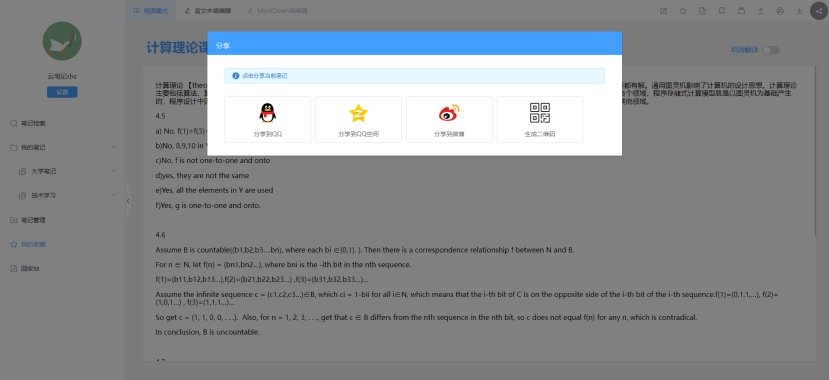 阅读模式 富文本编辑器 MarkDown编辑器
云笔记dhc
设置
笔记检索
我的笔记
大学笔记
技术学习
笔记管理
我的收藏
回收站
计算理论课
划词翻译
分享
点击分享当前笔记
分享到QQ 分享到QQ空间 分享到微博 生成二维码
计算理论 【theo
都有解。通用图灵机影响了计算机的设计思想。计算理论
主要包括算法、
各个领域。程序存储式计算模型就是以图灵机为基础产生
的，程序设计中
其他领域。
4.5
a) No, f(1)=f(3)
b)No, 8,9,10 in Y
c)No, f is not one-to-one and onto
d)yes, they are not the same
e)Yes, all the elements in Y are used
f)Yes, g is one-to-one and onto.
4.6
Assume B is countable((b1,b2,b3....bn), where each bi ∈(0,1). ). Then there is a correspondence relationship f between N and B.
For n ∈ N, let f(n) = (bn1,bn2...), where bni is the -ith bit in the nth sequence.
f(1)=(b11,b12,b13...),f(2)=(b21,b22,b23...) ,f(3)=(b31,b32,b33...)...
Assume the infinite sequence c = (c1,c2,c3...)∈B, which ci = 1-bii for all i∈N, which means that the i-th bit of C is on the opposite side of the i-th bit of the i-th sequence.f(1)=(0,1,1,...), f(2)=
(1,0,1...) , f(3)=(1,1,1...)...
So get c = (1, 1, 0, 0, . . .).  Also, for n = 1, 2, 3, . . ., get that c ∈ B differs from the nth sequence in the nth bit, so c does not equal f(n) for any n, which is contradical.
In conclusion, B is uncountable.